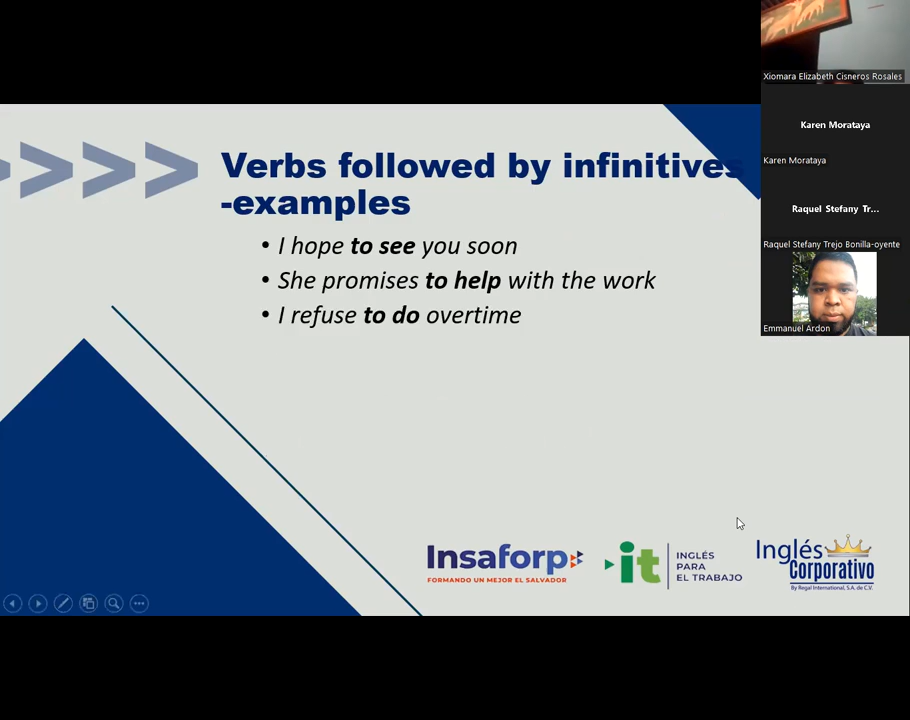 Xiomara Elizabeth Cisneros Rosales
Karen Morataya
Karen Morataya
Raquel Stefany Tr...
Raquel Stefany Trejo Bonilla-oyente
Emmanuel Ardon
Verbs followed by infinitives
-examples
• I hope to see you soon
• She promises to help with the work
• I refuse to do overtime
Insaforp
FORMANDO UN MEJOR EL SALVADOR
it
INGLÉS
PARA
EL TRABAJO
Inglés
Corporativo
By Regal International, S.A. de C.V.